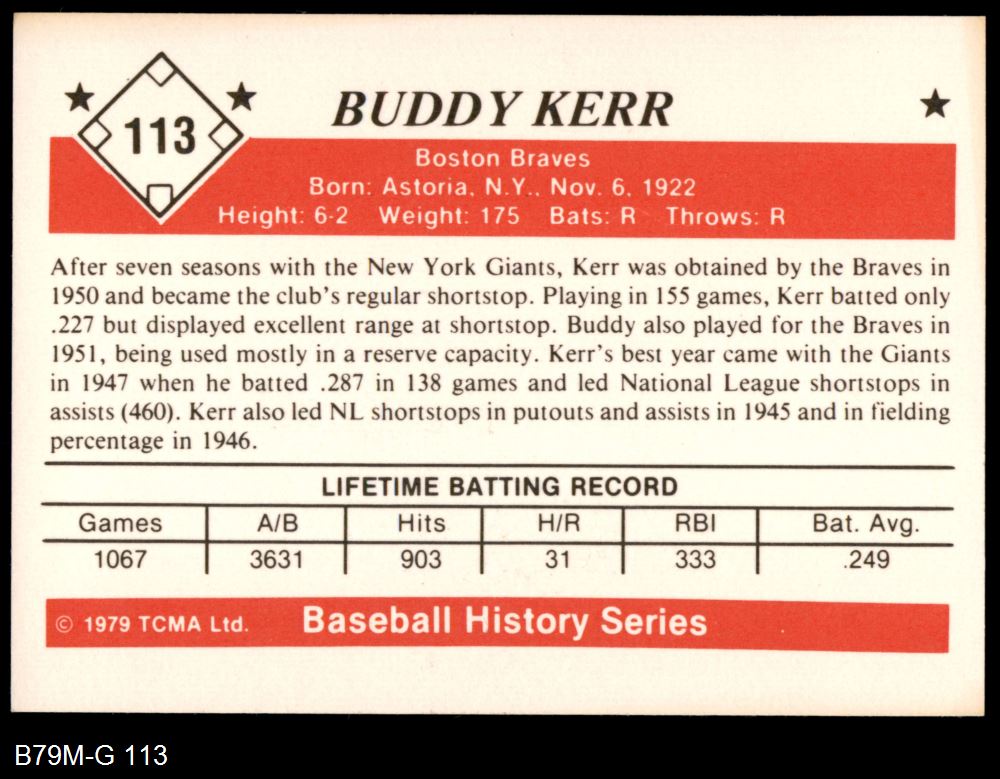 113
BUDDY KERR
Boston Braves
Born: Astoria, N.Y., Nov. 6, 1922
Height: 6-2 Weight: 175 Bats: R Throws: R
After seven seasons with the New York Giants, Kerr was obtained by the Braves in
1950 and became the club's regular shortstop. Playing in 155 games, Kerr batted only
.227 but displayed excellent range at shortstop. Buddy also played for the Braves in
1951, being used mostly in a reserve capacity. Kerr's best year came with the Giants
in 1947 when he batted .287 in 138 games and led National League shortstops in
assists (460). Kerr also led NL shortstops in putouts and assists in 1945 and in fielding
percentage in 1946.
LIFETIME BATTING RECORD
Games A/B Hits H/R RBI Bat. Avg.
1067 3631 903 31 333 .249
© 1979 TCMA Ltd. Baseball History Series
B79M-G 113